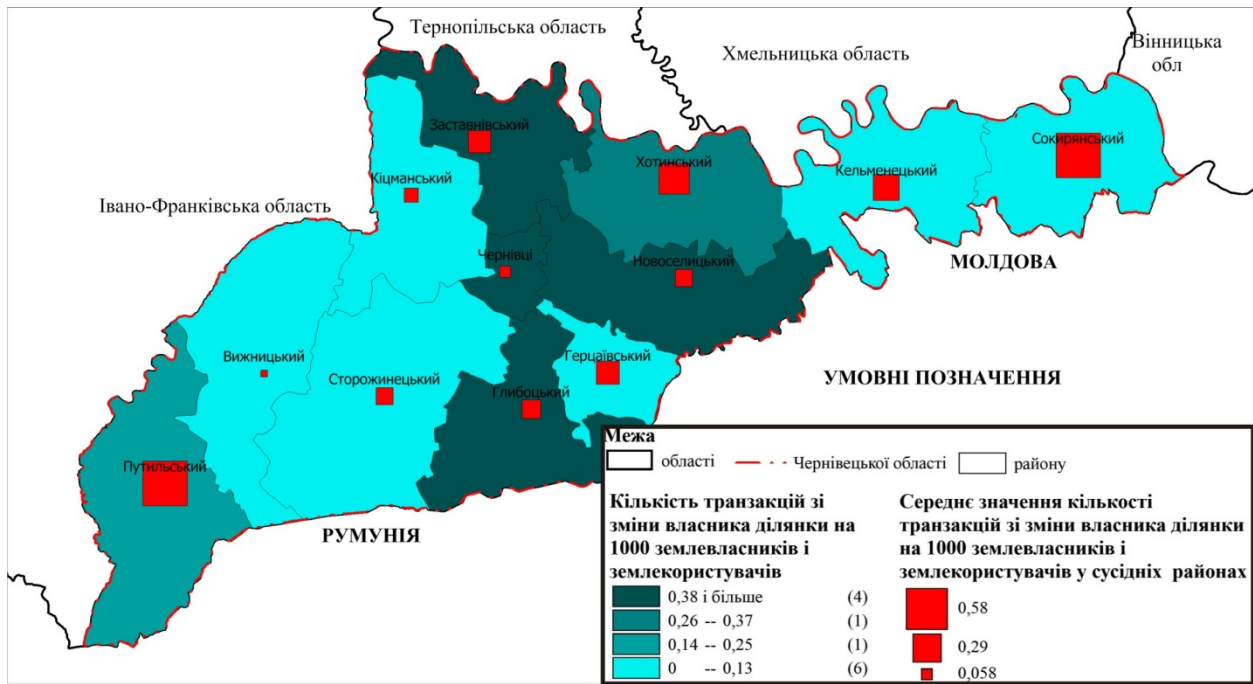 Тернопільська область
Хмельницька область
Вінницька
обл
Заставнівський
Сокирянський
Хотинський
Кельменецький
Кіцманський
Івано-Франківська область
Чернівці
Новоселицький
МОЛДОВА
Вижницький
Герцаївський
Сторожинецький
Глибоцький
УМОВНІ ПОЗНАЧЕННЯ
Путильський
РУМУНІЯ
Межа
області
Чернівецької області
району
Кількість транзакцій зі
зміни власника ділянки на
1000 землевласників і
землекористувачів
0,38 і більше (4)
0,26 -- 0,37 (1)
0,14 -- 0,25 (1)
0 -- 0,13 (6)
Середнє значення кількості
транзакцій зі зміни власника ділянки
на 1000 землевласників і
землекористувачів у сусідніх районах
0,58
0,29
0,058